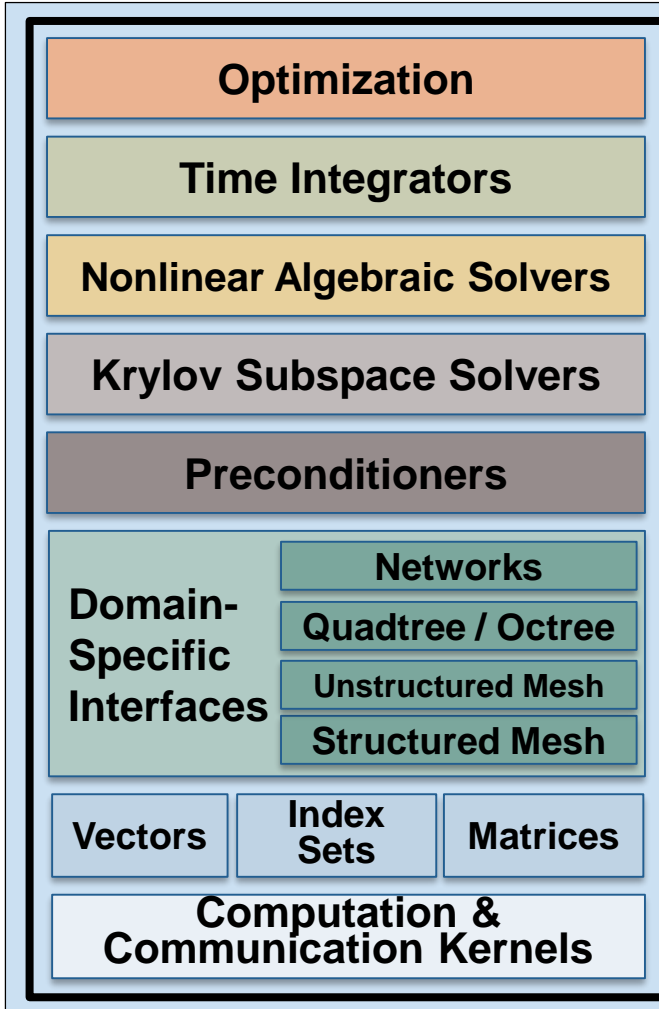 Optimization
Time Integrators
Nonlinear Algebraic Solvers
Krylov Subspace Solvers
Preconditioners
Domain-
Specific
Interfaces
Networks
Quadtree / Octree
Unstructured Mesh
Structured Mesh
Vectors
Index
Sets
Matrices
Computation &
Communication Kernels